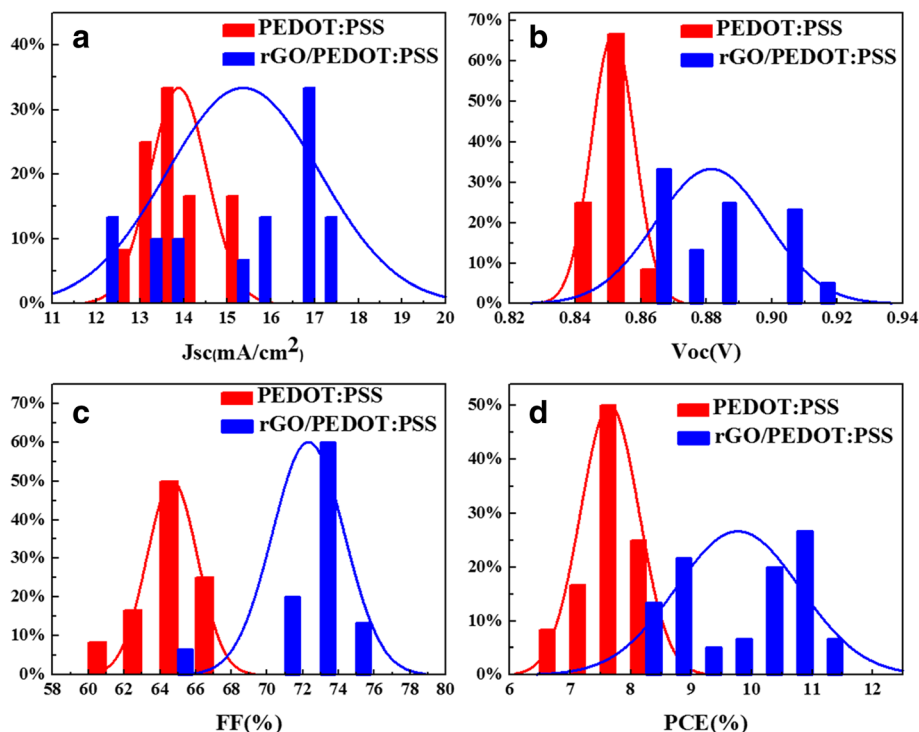 a
PEDOT:PSS
rGO/PEDOT:PSS
40%
30%
20%
10%
0%
11 12 13 14 15 16 17 18 19 20
Jsc(mA/cm²)
b
PEDOT:PSS
rGO/PEDOT:PSS
70%
60%
50%
40%
30%
20%
10%
0%
0.82 0.84 0.86 0.88 0.90 0.92 0.94
Voc(V)
c
PEDOT:PSS
rGO/PEDOT:PSS
70%
60%
50%
40%
30%
20%
10%
0%
58 60 62 64 66 68 70 72 74 76 78 80
FF(%)
d
PEDOT:PSS
rGO/PEDOT:PSS
50%
40%
30%
20%
10%
0%
6 7 8 9 10 11 12
PCE(%)